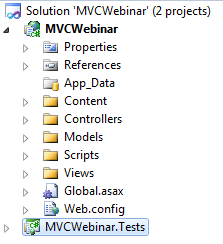 Solution 'MVCWebinar' (2 projects)
MVCWebinar
Properties
References
App_Data
Content
Controllers
Models
Scripts
Views
Global.asax
Web.config
MVCWebinar.Tests